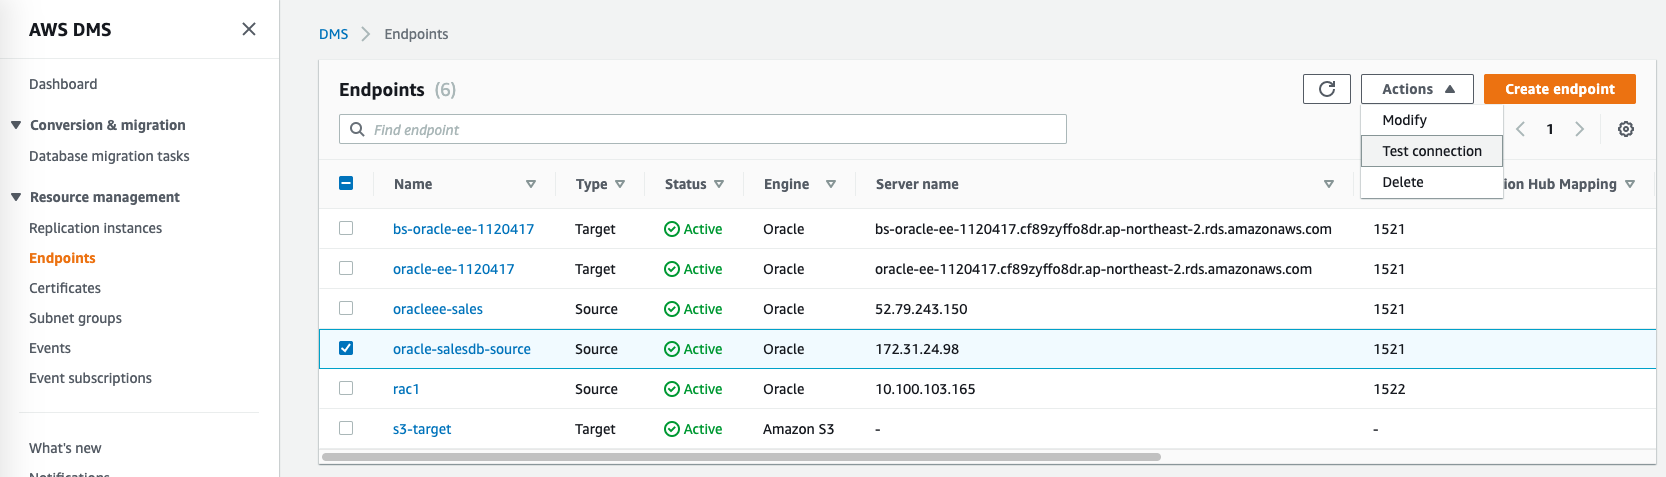 AWS DMS
Dashboard
Conversion & migration
Database migration tasks
Resource management
Replication instances
Endpoints
Certificates
Subnet groups
Events
Event subscriptions
What's new
Notifications
DMS Endpoints
Endpoints (6)
Actions
Create endpoint
Find endpoint
Modify
Test connection
Delete
1
Name Type Status Engine Server name ion Hub Mapping
bs-oracle-ee-1120417 Target Active Oracle bs-oracle-ee-1120417.cf89zyffo8dr.ap-northeast-2.rds.amazonaws.com 1521
oracle-ee-1120417 Target Active Oracle oracle-ee-1120417.cf89zyffo8dr.ap-northeast-2.rds.amazonaws.com 1521
oracleee-sales Source Active Oracle 52.79.243.150 1521
oracle-salesdb-source Source Active Oracle 172.31.24.98 1521
rac1 Source Active Oracle 10.100.103.165 1522
s3-target Target Active Amazon S3 - -